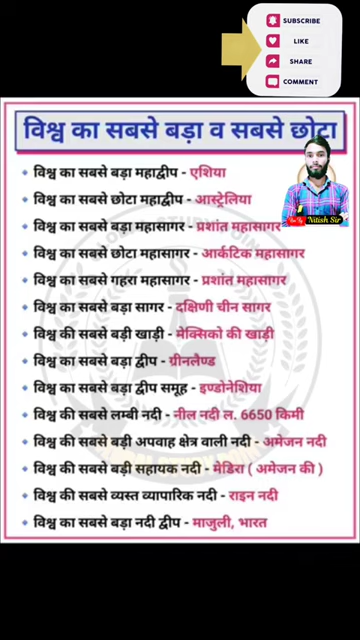 SUBSCRIBE
LIKE
SHARE
COMMENT
विश्व का सबसे बड़ा व सबसे छोटा
विश्व का सबसे बड़ा महाद्वीप - एशिया
विश्व का सबसे छोटा महाद्वीप - आस्ट्रेलिया
विश्व का सबसे बड़ा महासागर - प्रशांत महासागर
Nitish Sir
विश्व का सबसे छोटा महासागर - आर्कटिक महासागर
विश्व का सबसे गहरा महासागर - प्रशांत महासागर
विश्व का सबसे बड़ा सागर - दक्षिणी चीन सागर
विश्व की सबसे बड़ी खाड़ी - मेक्सिको की खाड़ी
विश्व का सबसे बड़ा द्वीप - ग्रीनलैण्ड
विश्व का सबसे बड़ा द्वीप समूह - इण्डोनेशिया
विश्व की सबसे लम्बी नदी - नील नदी ल. 6650 किमी
विश्व की सबसे बड़ी अपवाह क्षेत्र वाली नदी - अमेजन नदी
विश्व की सबसे बड़ी सहायक नदी - मेडिरा ( अमेजन की )
विश्व की सबसे व्यस्त व्यापारिक नदी - राइन नदी
विश्व का सबसे बड़ा नदी द्वीप - माजुली, भारत